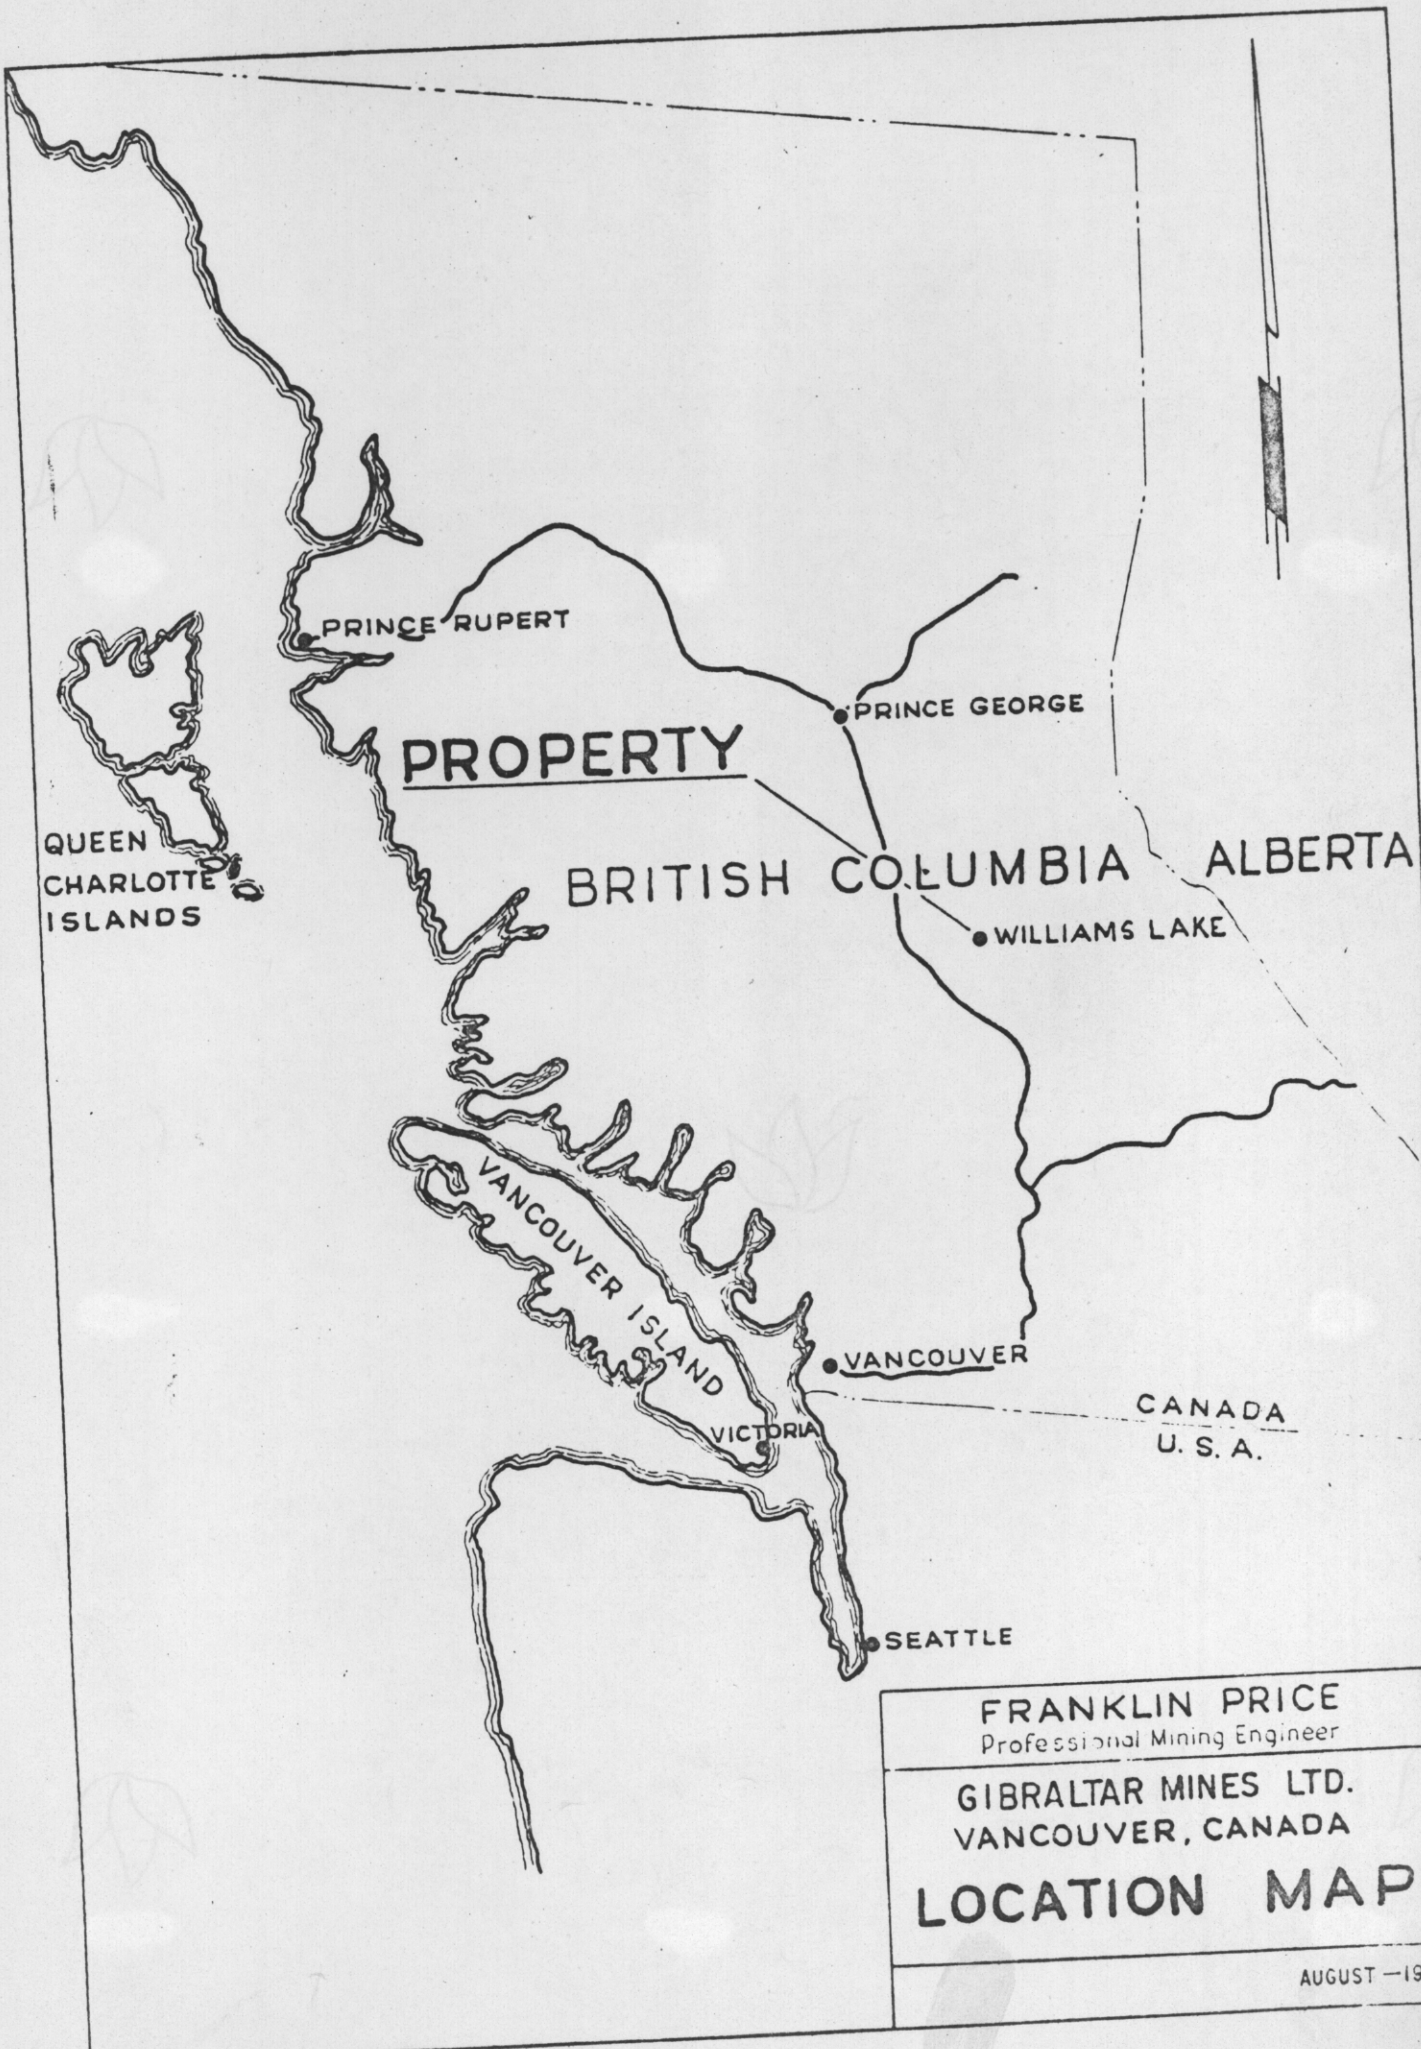 PRINCE RUPERT
PRINCE GEORGE
PROPERTY
QUEEN
CHARLOTTE
ISLANDS
BRITISH COLUMBIA
ALBERTA
WILLIAMS LAKE
VANCOUVER ISLAND
VANCOUVER
VICTORIA
CANADA
U. S. A.
SEATTLE
FRANKLIN PRICE
Professional Mining Engineer
GIBRALTAR MINES LTD.
VANCOUVER, CANADA
LOCATION MAP
AUGUST — 19